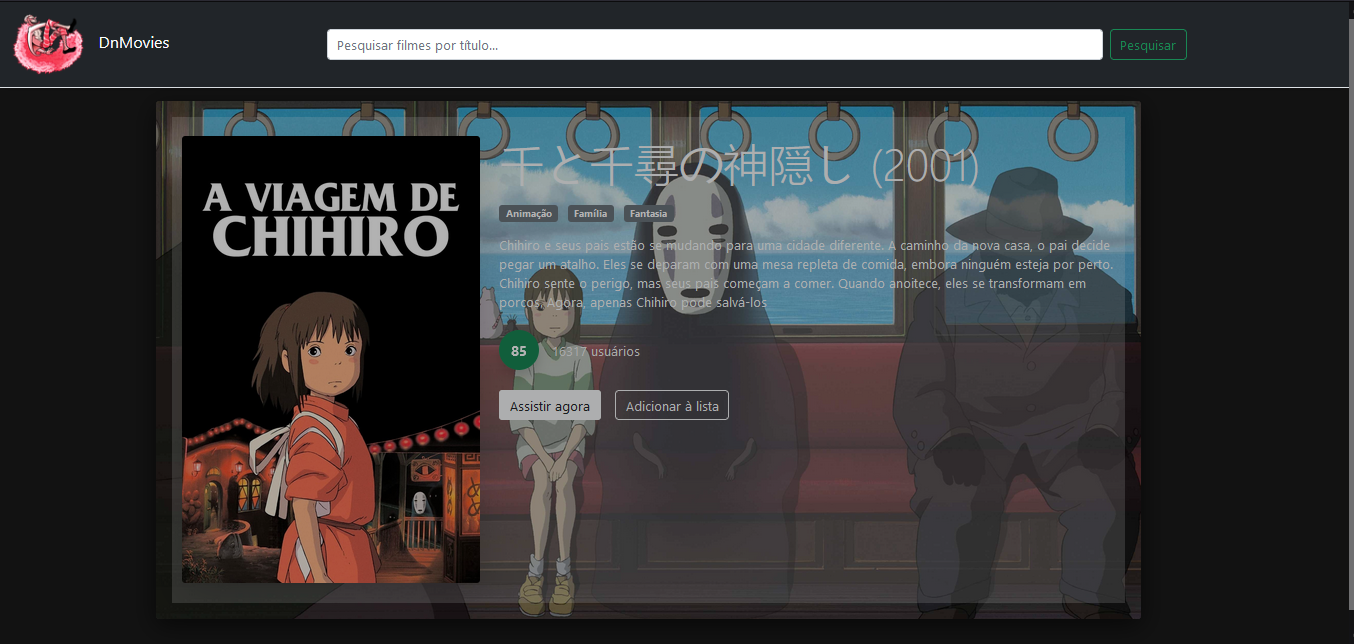 DnMovies
Pesquisar filmes por título...
Pesquisar
A VIAGEM DE
CHIHIRO
千と千尋の神隠し (2001)
Animação
Família
Fantasia
Chihiro e seus pais estão se mudando para uma cidade diferente. A caminho da nova casa, o pai decide
pegar um atalho. Eles se deparam com uma mesa repleta de comida, embora ninguém esteja por perto.
Chihiro sente o perigo, mas seus pais começam a comer. Quando anoitece, eles se transformam em
porcos. Agora, apenas Chihiro pode salvá-los
85
16317 usuários
Assistir agora
Adicionar à lista